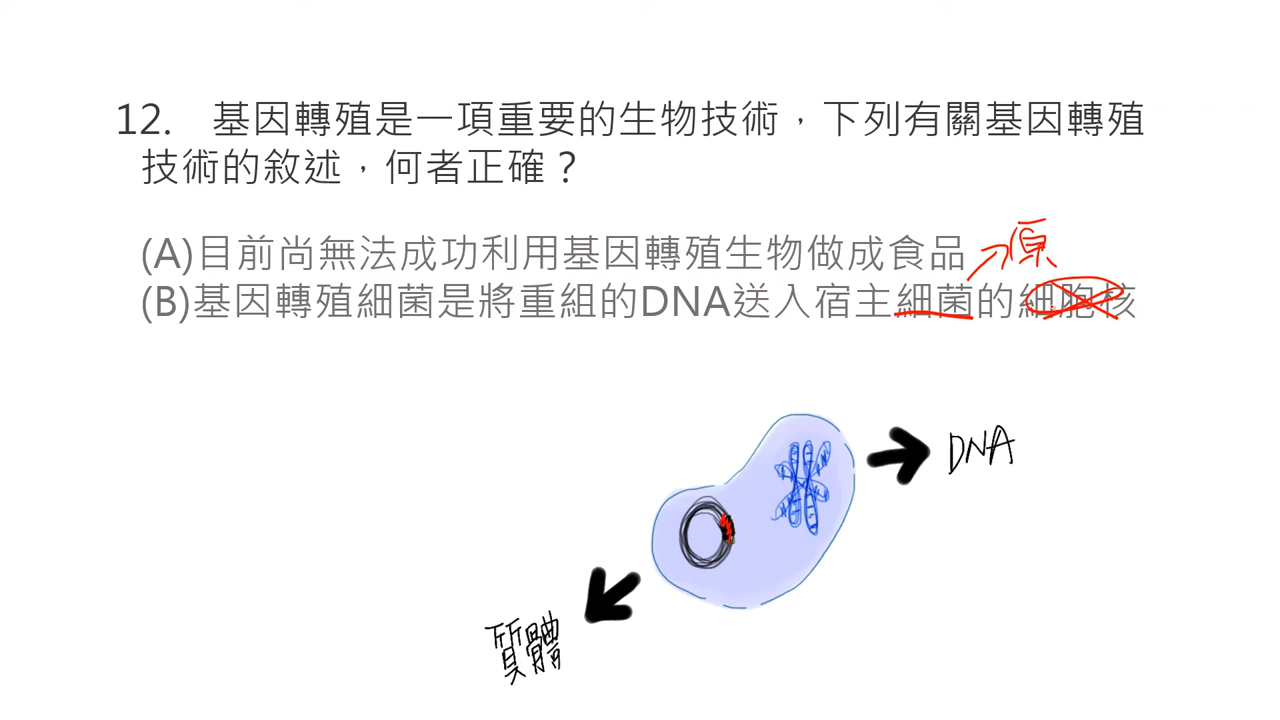 12. 基因轉殖是一項重要的生物技術，下列有關基因轉殖
技術的敘述，何者正確？
(A)目前尚無法成功利用基因轉殖生物做成食品
原
(B)基因轉殖細菌是將重組的DNA送入宿主細菌的細胞核
DNA
質體